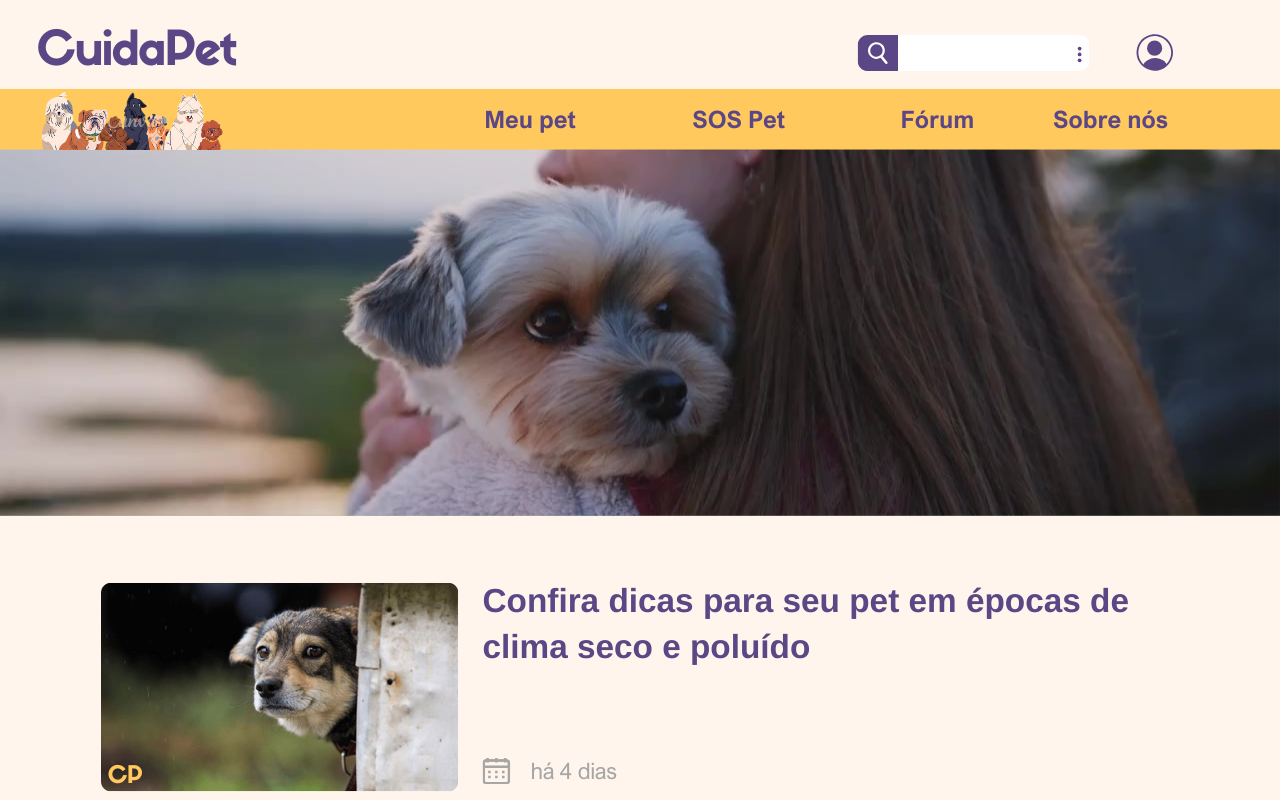 CuidaPet
Meu pet
SOS Pet
Fórum
Sobre nós
Confira dicas para seu pet em épocas de
clima seco e poluído
CP
há 4 dias